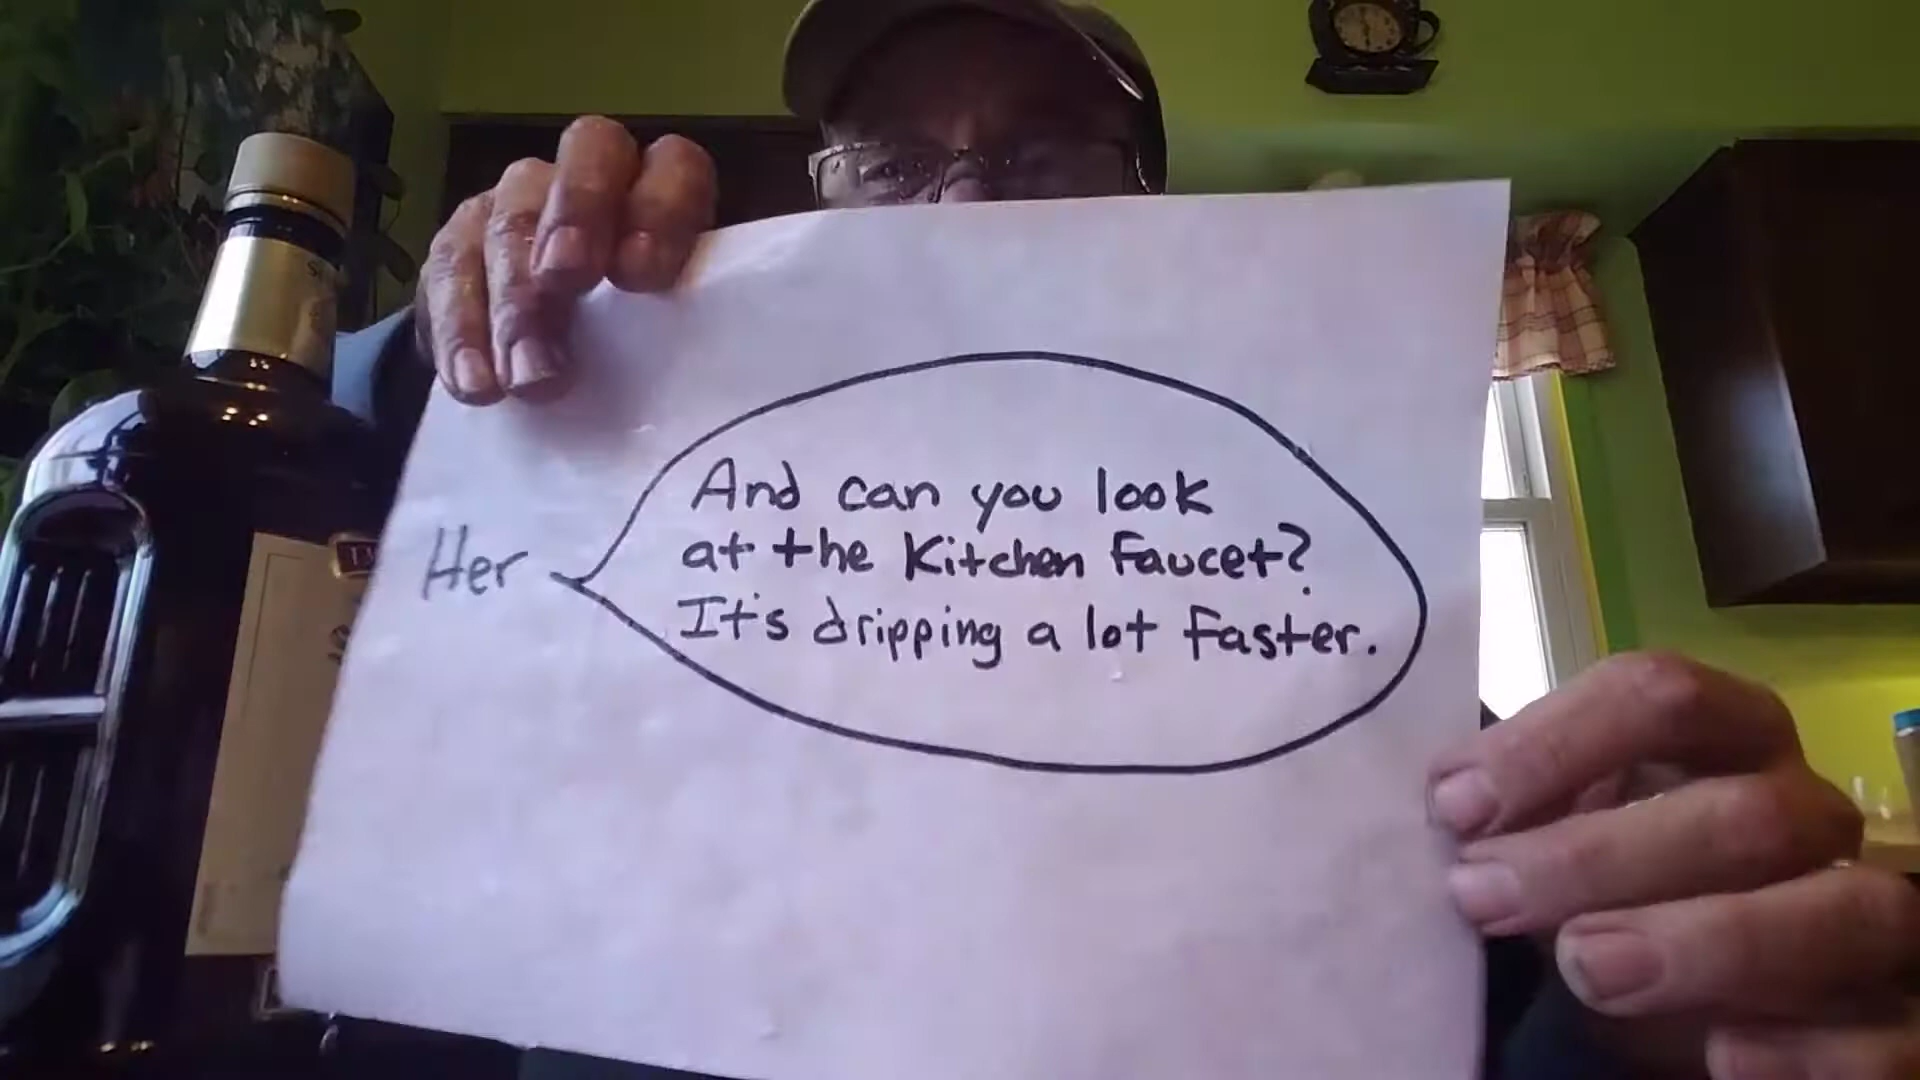 Her
And can you look
at the Kitchen Faucet?
It's dripping a lot Faster.